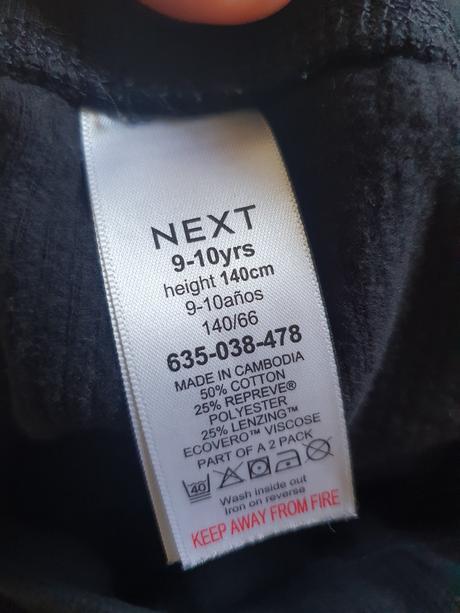 NEXT
9-10yrs
height 140cm
9-10años
140/66
635-038-478
MADE IN CAMBODIA
50% COTTON
25% REPREVE®
POLYESTER
25% LENZING™
ECOVERO™ VISCOSE
PART OF A 2 PACK
40
Wash inside out
Iron on reverse
KEEP AWAY FROM FIRE